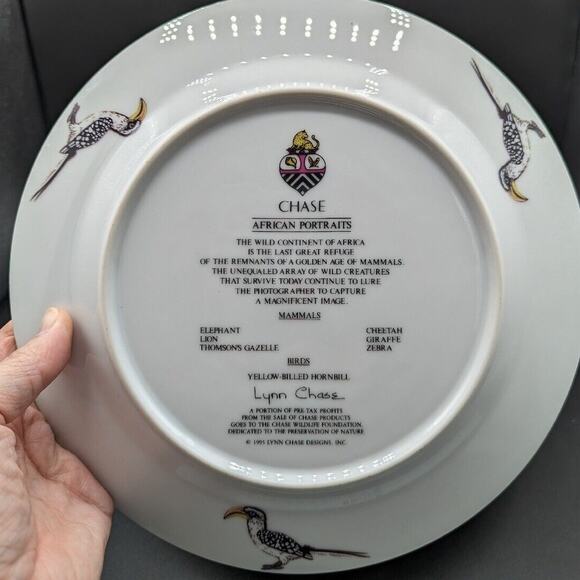 CHASE
AFRICAN PORTRAITS
THE WILD CONTINENT OF AFRICA
IS THE LAST GREAT REFUGE
OF THE REMNANTS OF A GOLDEN AGE OF MAMMALS.
THE UNEQUALED ARRAY OF WILD CREATURES
THAT SURVIVE TODAY CONTINUE TO LURE
THE PHOTOGRAPHER TO CAPTURE
A MAGNIFICENT IMAGE.
MAMMALS
ELEPHANT CHEETAH
LION GIRAFFE
THOMSON'S GAZELLE ZEBRA
BIRDS
YELLOW-BILLED HORNBILL
Lynn Chase
A PORTION OF PRE-TAX PROFITS
FROM THE SALE OF CHASE PRODUCTS
GOES TO THE CHASE WILDLIFE FOUNDATION,
DEDICATED TO THE PRESERVATION OF NATURE
© 1995 LYNN CHASE DESIGNS, INC.